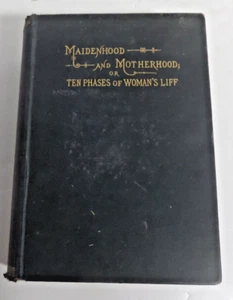 MAIDENHOOD
AND MOTHERHOOD;
OR
TEN PHASES OF WOMAN'S LIFE